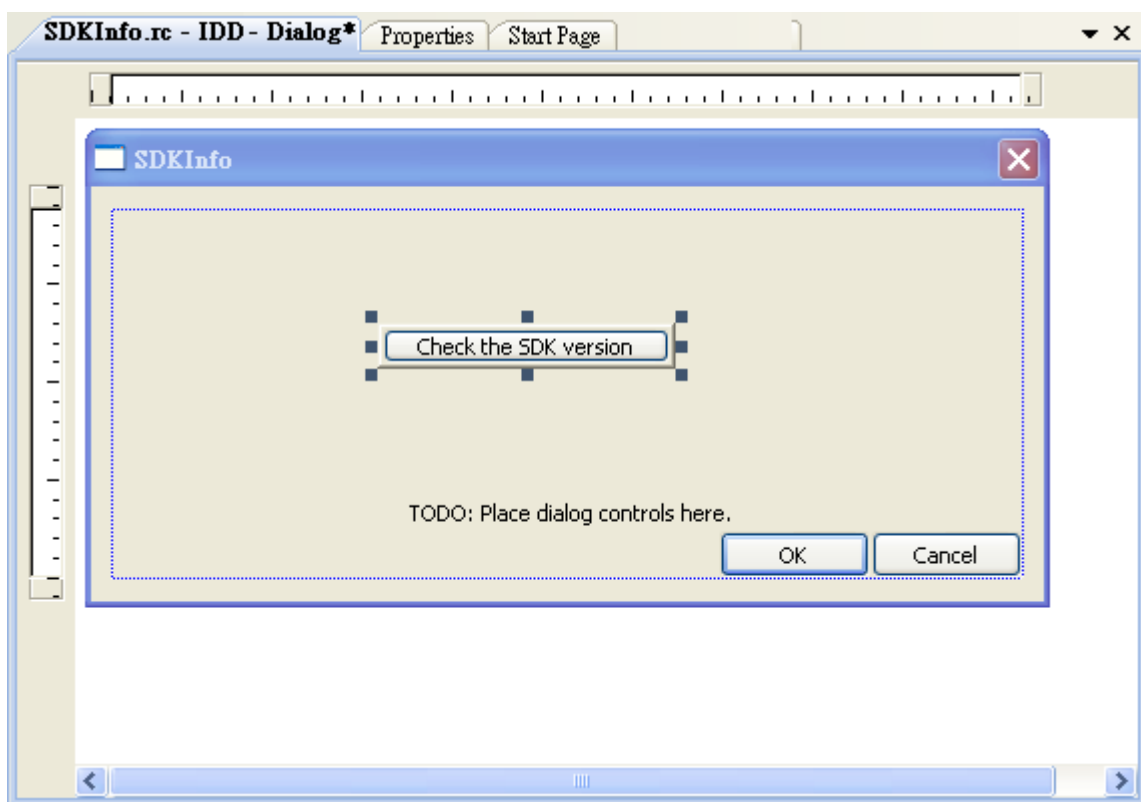 SDKInfo.rc - IDD - Dialog* Properties Start Page
SDKInfo
Check the SDK version
TODO: Place dialog controls here.
OK Cancel